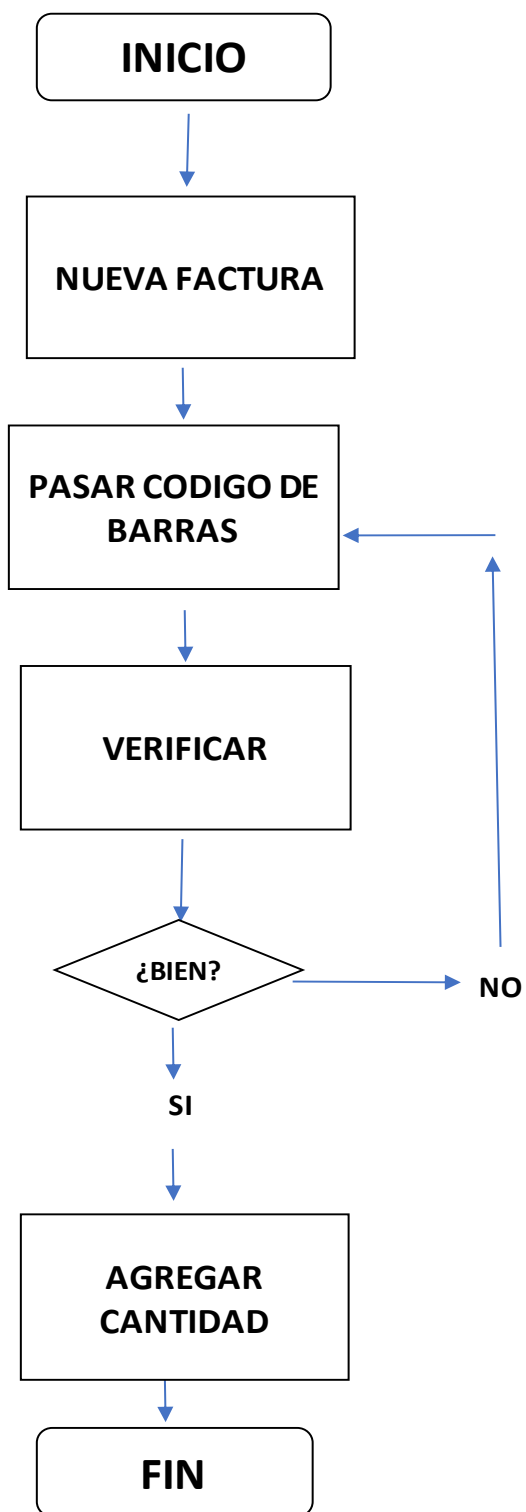 INICIO
NUEVA FACTURA
PASAR CODIGO DE
BARRAS
VERIFICAR
¿BIEN?
NO
SI
AGREGAR
CANTIDAD
FIN